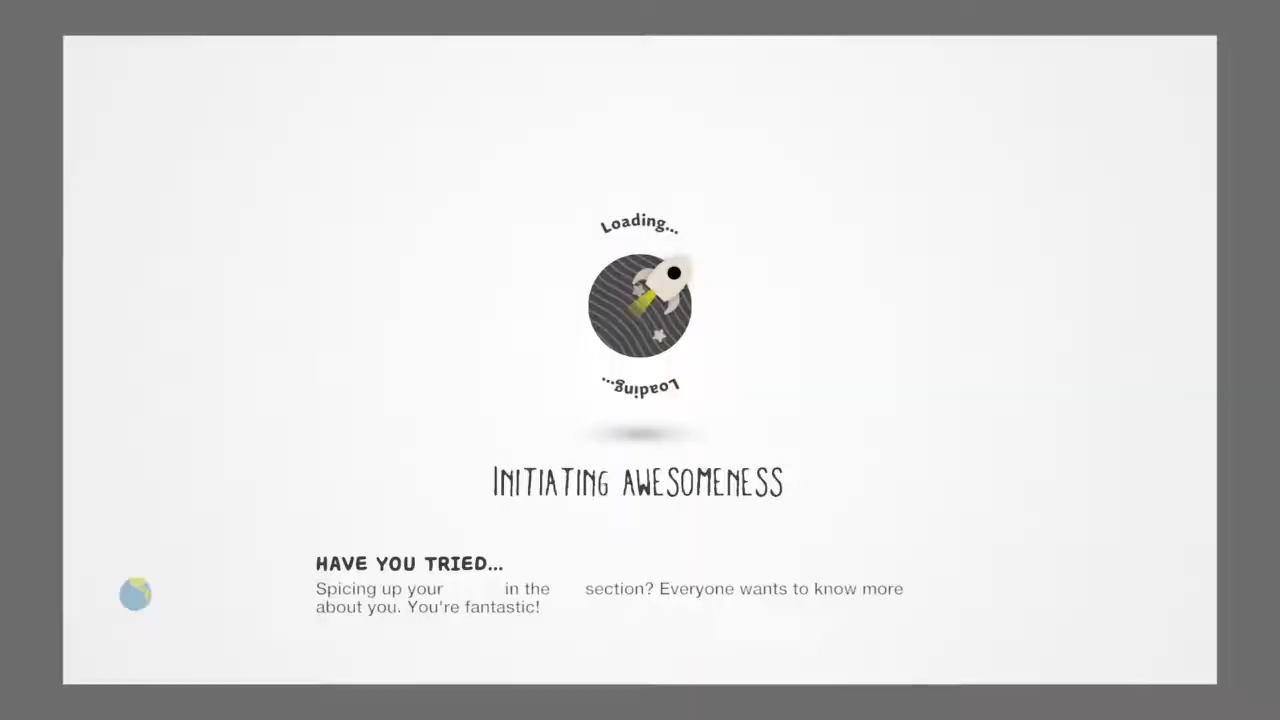 Loading...
Loading...
INITIATING AWESOMENESS
HAVE YOU TRIED...
Spicing up your in the section? Everyone wants to know more
about you. You're fantastic!